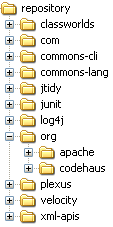 repository
classworlds
com
commons-cli
commons-lang
jtidy
junit
log4j
org
apache
codehaus
plexus
velocity
xml-apis